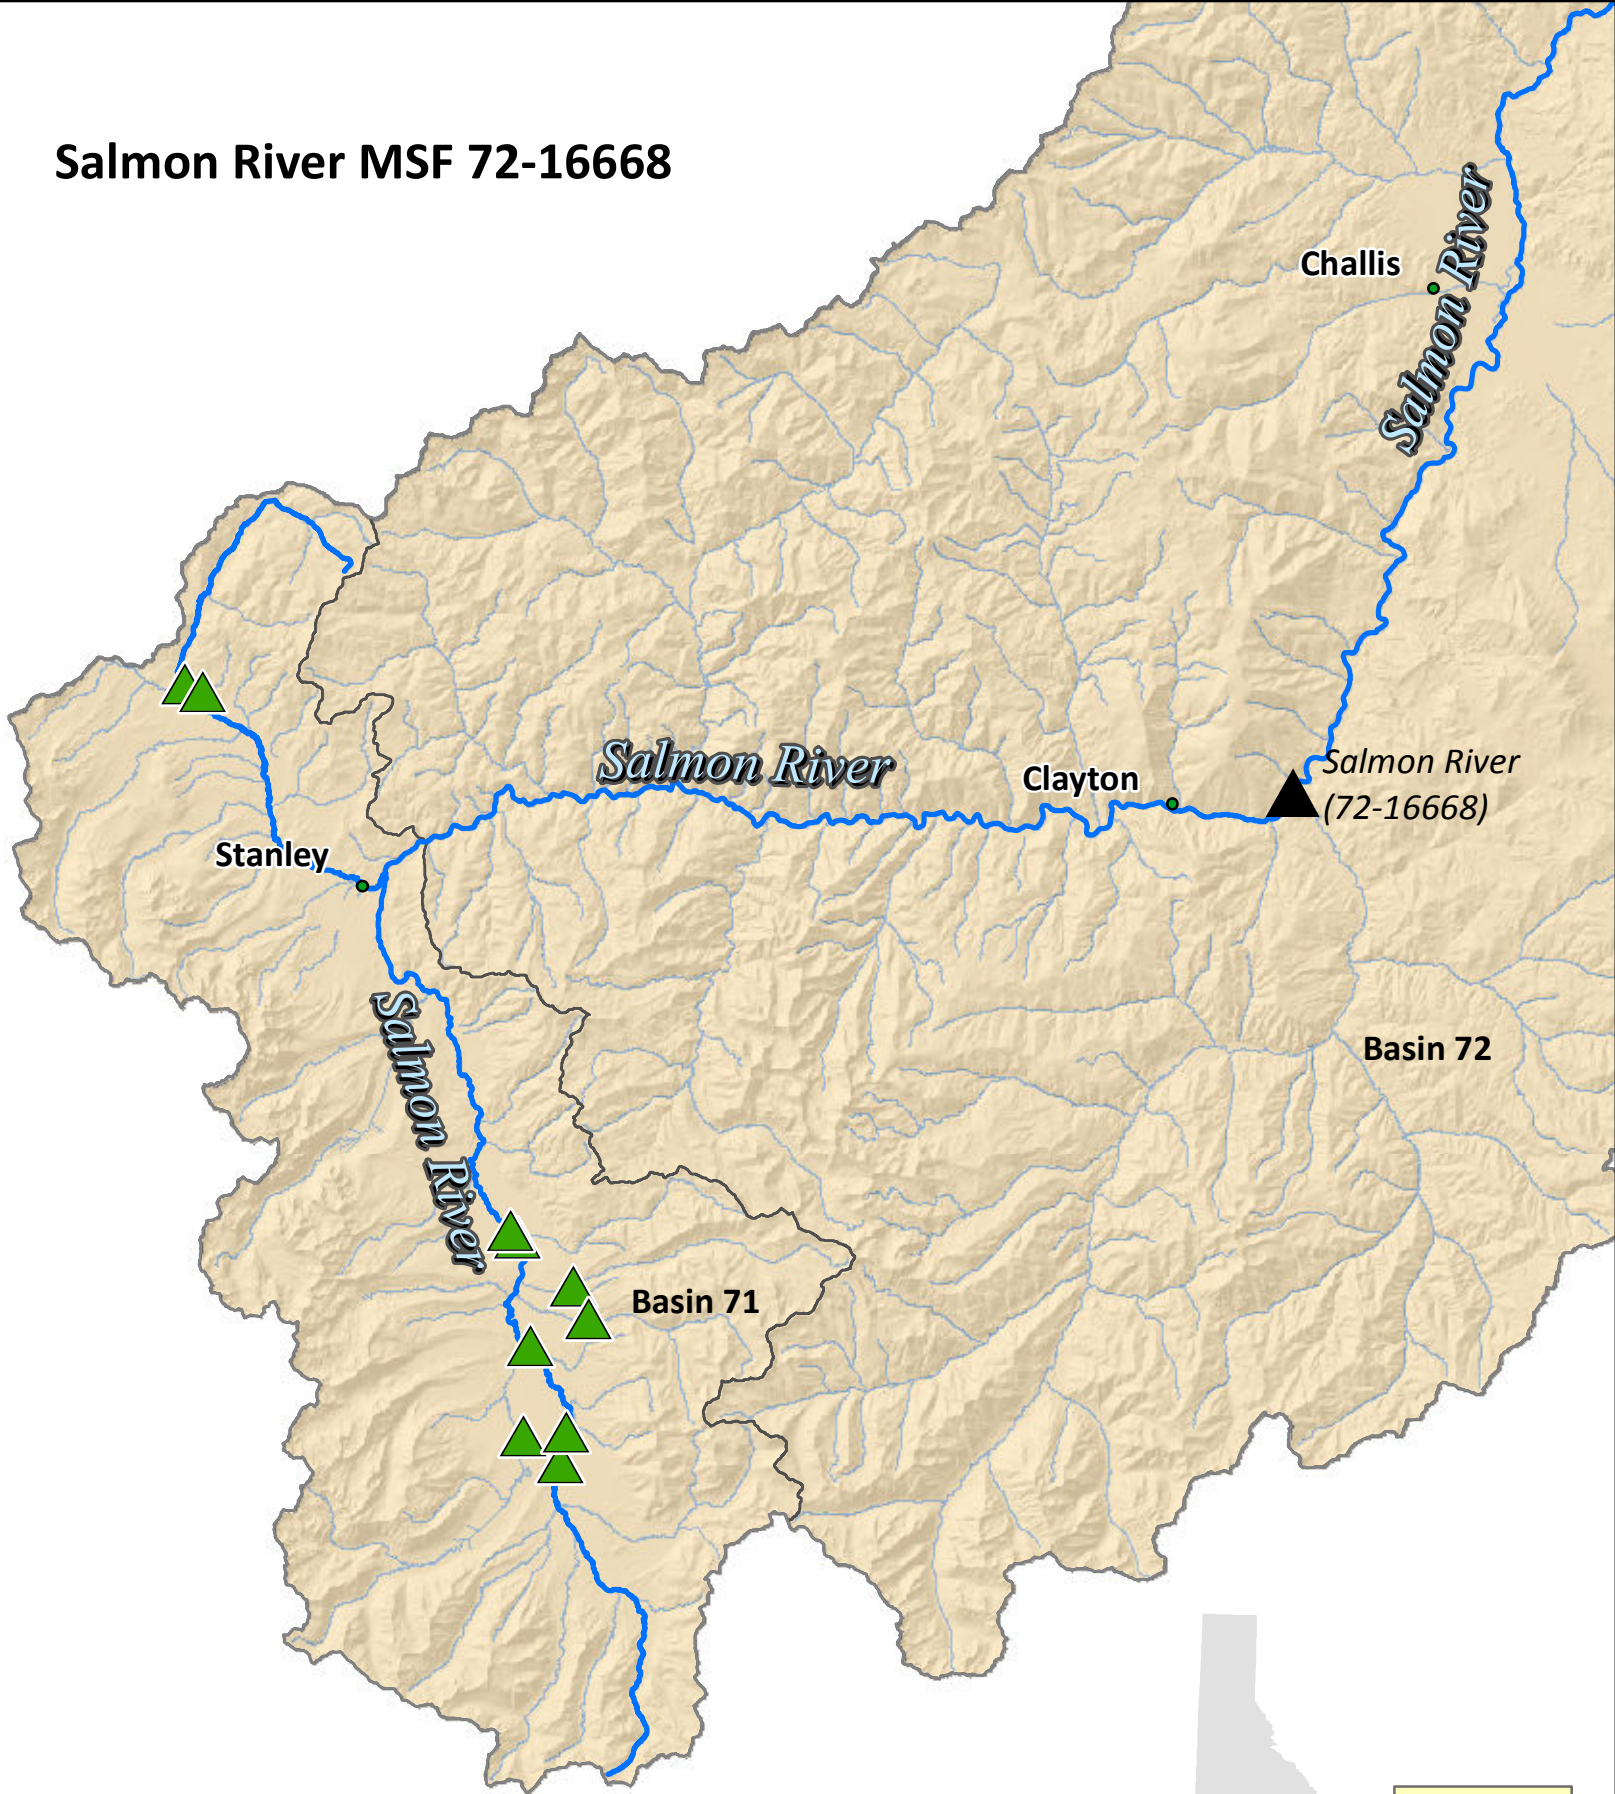 Salmon River MSF 72-16668
Salmon River
Challis
Salmon River
Clayton
Salmon River
(72-16668)
Stanley
Salmon River
Basin 72
Basin 71